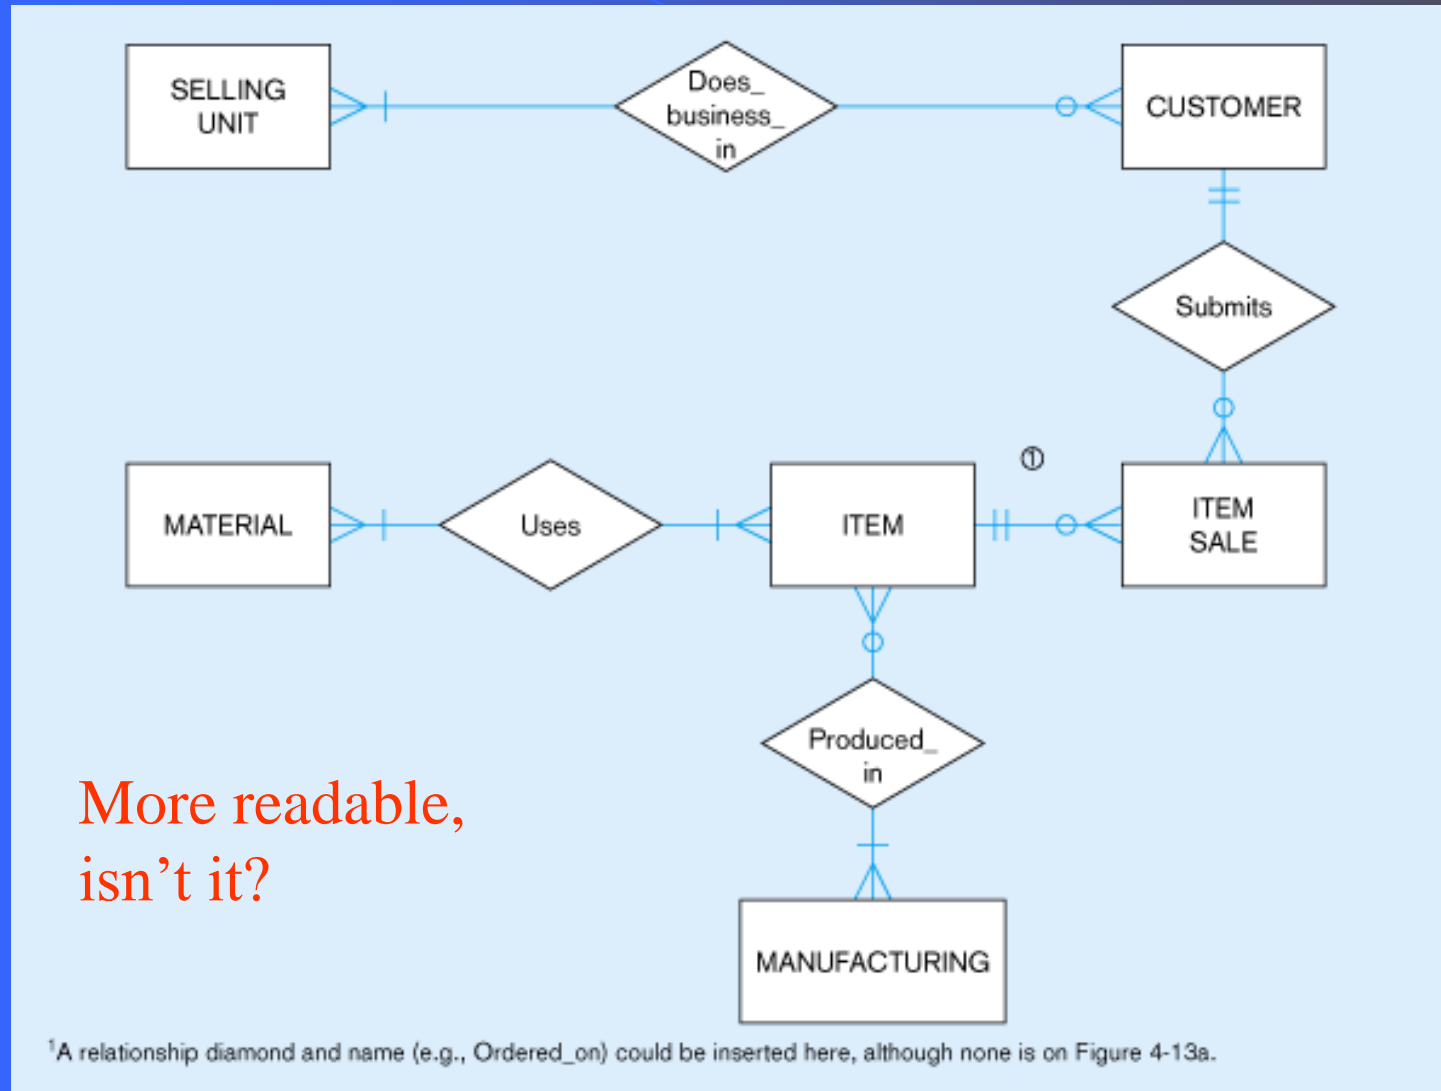 SELLING
UNIT
Does_
business_
in
CUSTOMER
Submits
①
MATERIAL
Uses
ITEM
ITEM
SALE
Produced_
in
More readable,
isn’t it?
MANUFACTURING
¹A relationship diamond and name (e.g., Ordered_on) could be inserted here, although none is on Figure 4-13a.